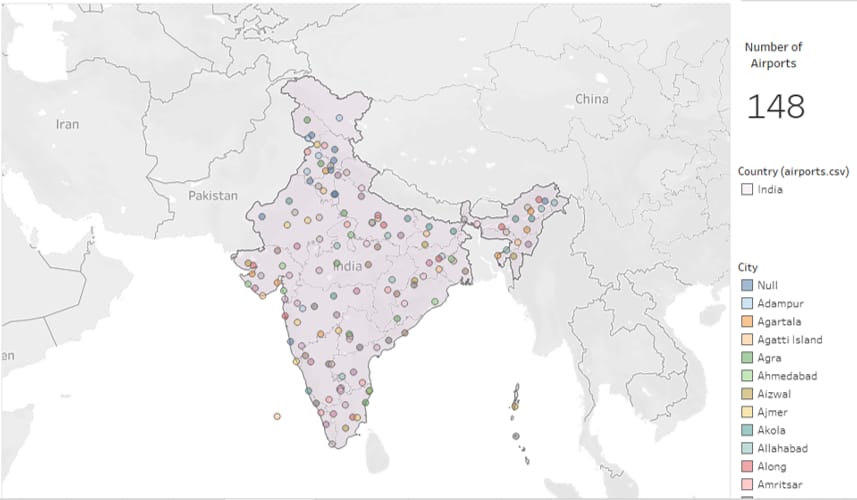 Iran
Pakistan
China
India
en
Number of
Airports
148
Country (airports.csv)
India
City
Null
Adampur
Agartala
Agatti Island
Agra
Ahmedabad
Aizwal
Ajmer
Akola
Allahabad
Along
Amritsar